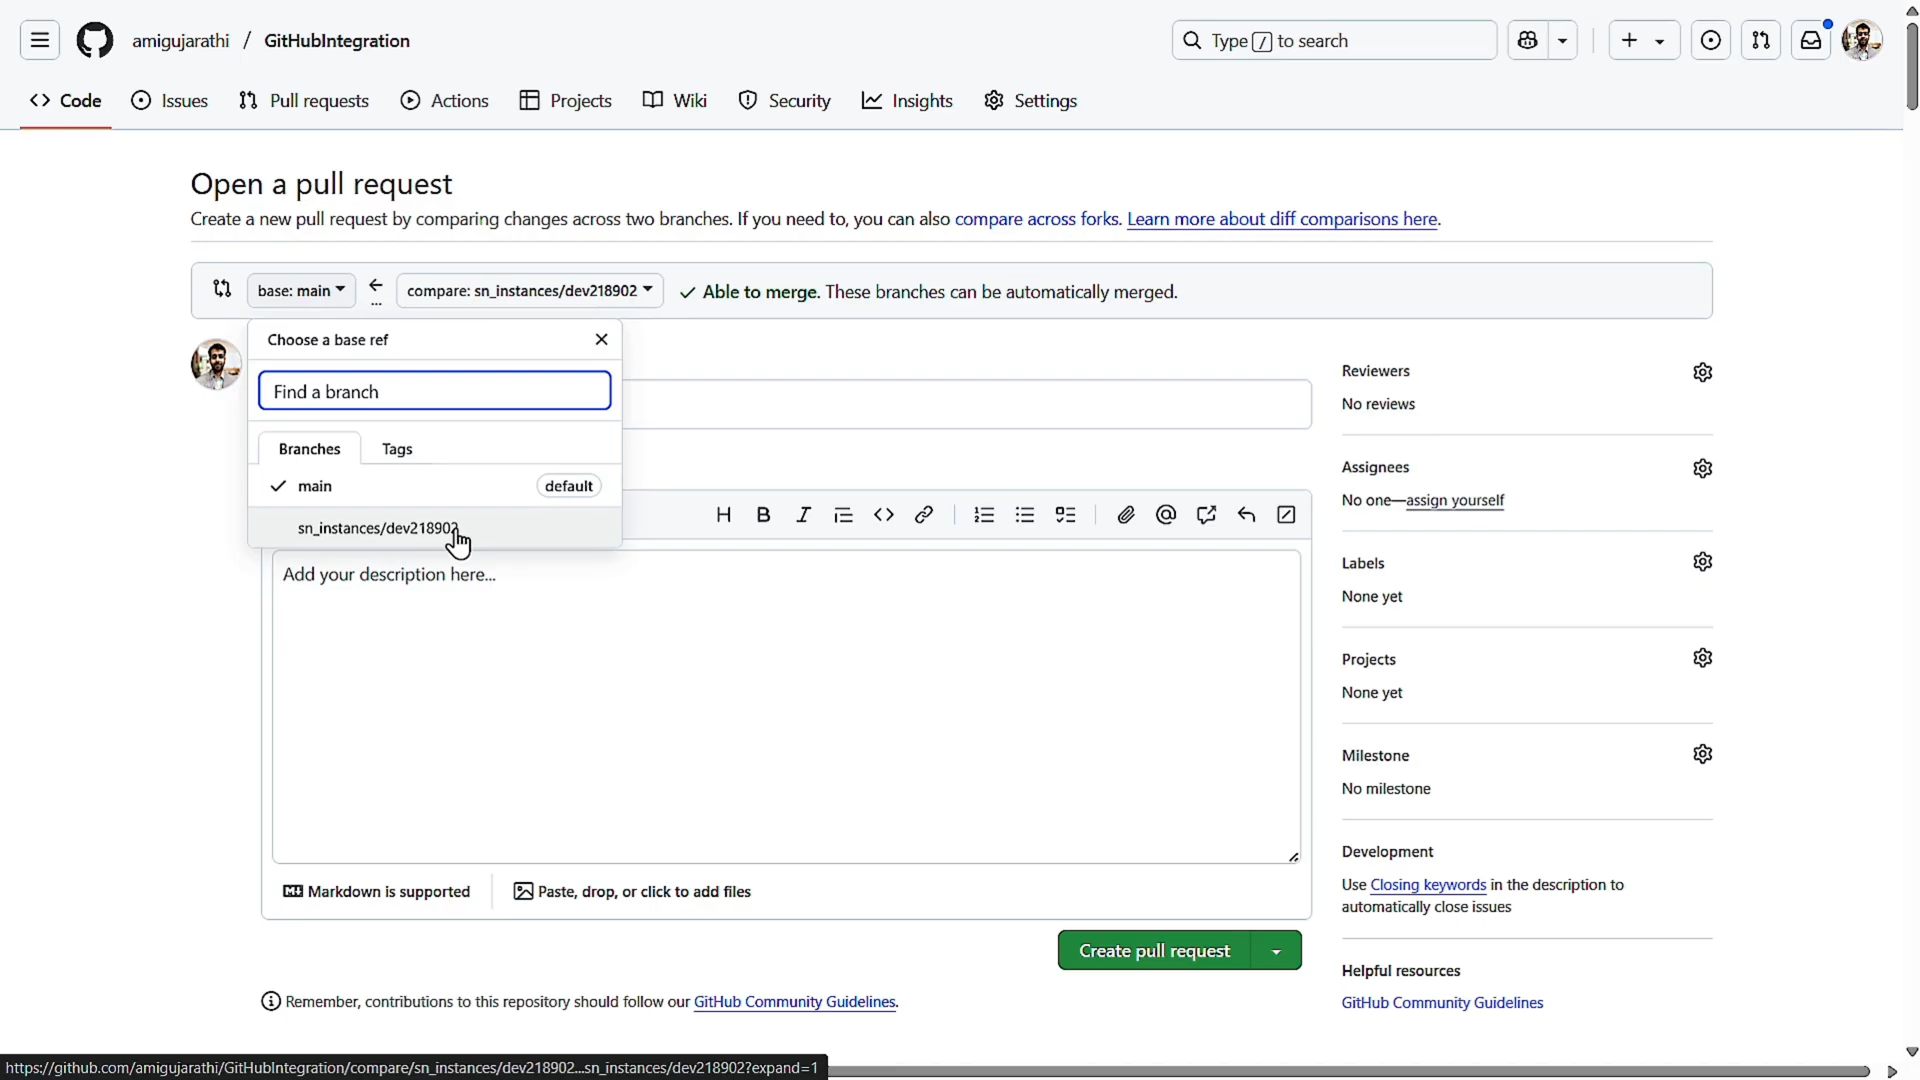 amigujarathi / GitHubIntegration
Type / to search
Code Issues Pull requests Actions Projects Wiki Security Insights Settings
Open a pull request
Create a new pull request by comparing changes across two branches. If you need to, you can also compare across forks. Learn more about diff comparisons here.
base: main compare: sn_instances/dev218902 Able to merge. These branches can be automatically merged.
Choose a base ref
Find a branch
Branches Tags
main default
sn_instances/dev218902
Add your description here...
Markdown is supported Paste, drop, or click to add files
Create pull request
Remember, contributions to this repository should follow our GitHub Community Guidelines.
Reviewers
No reviews
Assignees
No one—assign yourself
Labels
None yet
Projects
None yet
Milestone
No milestone
Development
Use Closing keywords in the description to
automatically close issues
Helpful resources
GitHub Community Guidelines
https://github.com/amigujarathi/GitHubIntegration/compare/sn_instances/dev218902...sn_instances/dev218902?expand=1